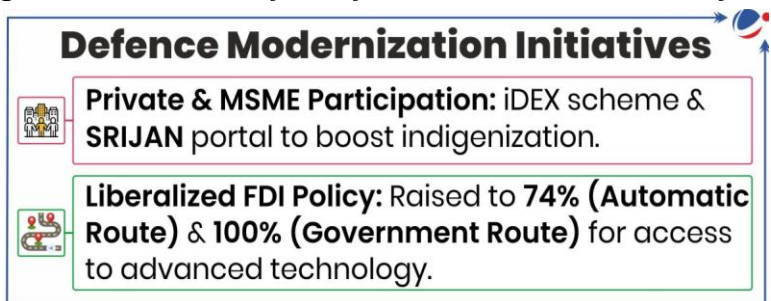 Defence Modernization Initiatives
Private & MSME Participation: iDEX scheme &
SRIJAN portal to boost indigenization.
Liberalized FDI Policy: Raised to 74% (Automatic
Route) & 100% (Government Route) for access
to advanced technology.